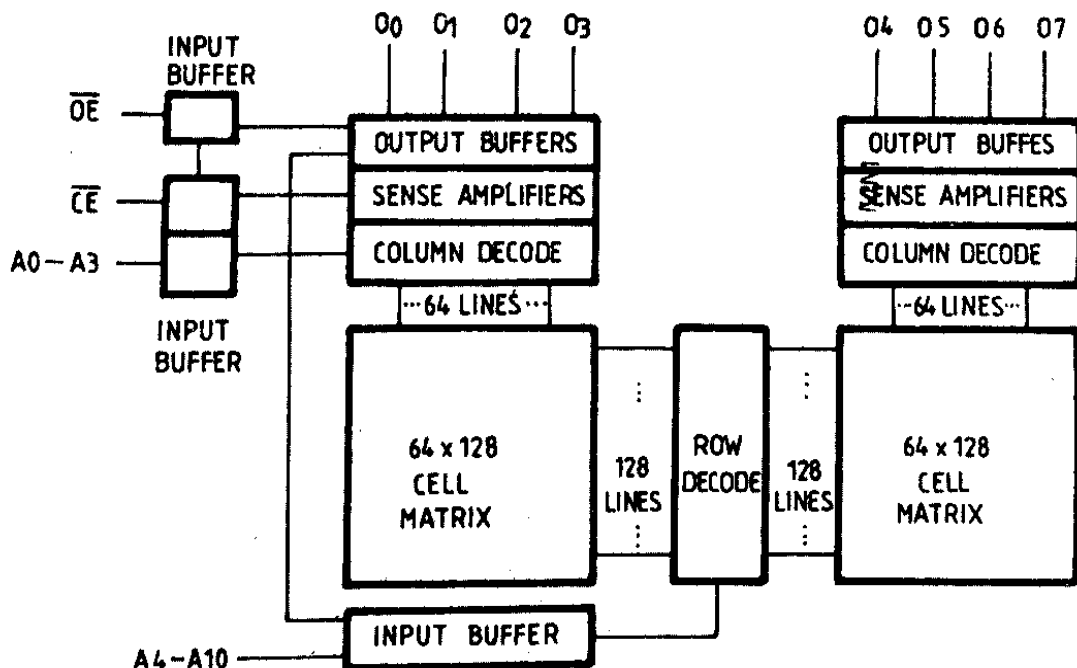 O0 O1 O2 O3
O4 O5 O6 O7
INPUT
BUFFER
OE
OUTPUT BUFFERS
OUTPUT BUFFES
CE
SENSE AMPLIFIERS
SENSE AMPLIFIERS
A0-A3
COLUMN DECODE
COLUMN DECODE
INPUT
BUFFER
···64 LINES···
··64 LINES···
64 x 128
CELL
MATRIX
128
LINES
ROW
DECODE
128
LINES
64 x 128
CELL
MATRIX
INPUT BUFFER
A4-A10